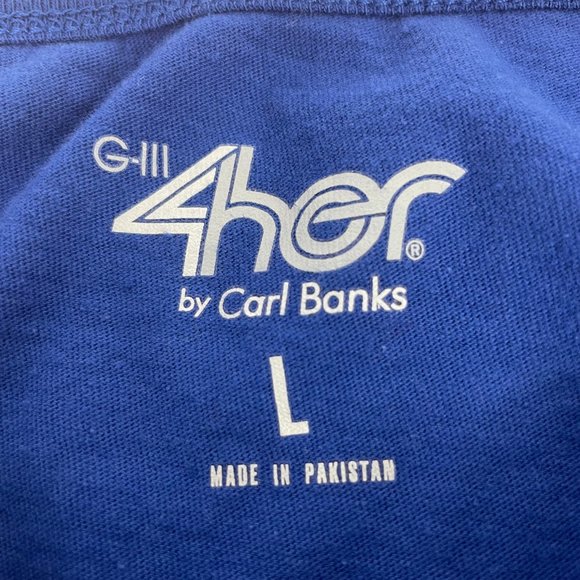 G-III
4her®
by Carl Banks
L
MADE IN PAKISTAN